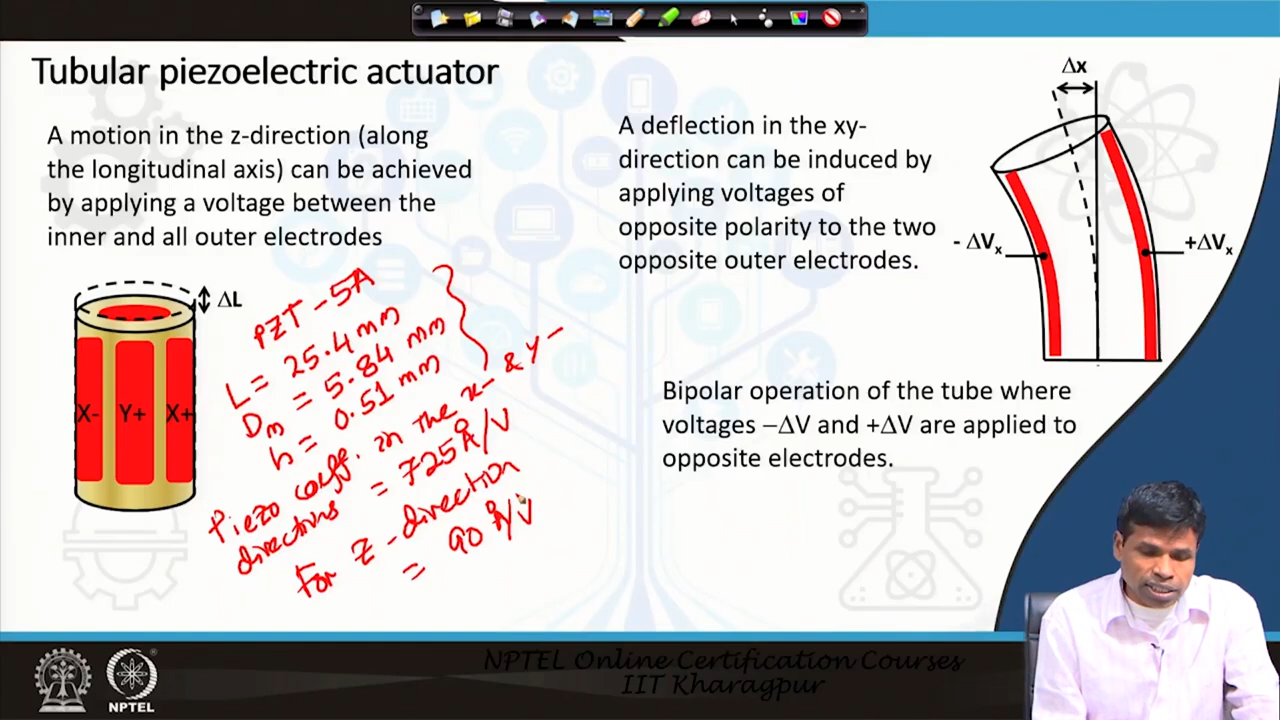 Tubular piezoelectric actuator
A motion in the z-direction (along
the longitudinal axis) can be achieved
by applying a voltage between the
inner and all outer electrodes
ΔL
X-
Y+
X+
PZT - 5A
L = 25.4 mm
Dm = 5.84 mm
h = 0.51 mm
Piezo coeff. in the x- & y-
directions = 725 Å/V
For Z-direction
= 90 Å/V
A deflection in the xy-
direction can be induced by
applying voltages of
opposite polarity to the two
opposite outer electrodes.
Δx
- ΔVx
+ΔVx
Bipolar operation of the tube where
voltages −ΔV and +ΔV are applied to
opposite electrodes.
NPTEL Online Certification Courses
IIT Kharagpur
NPTEL